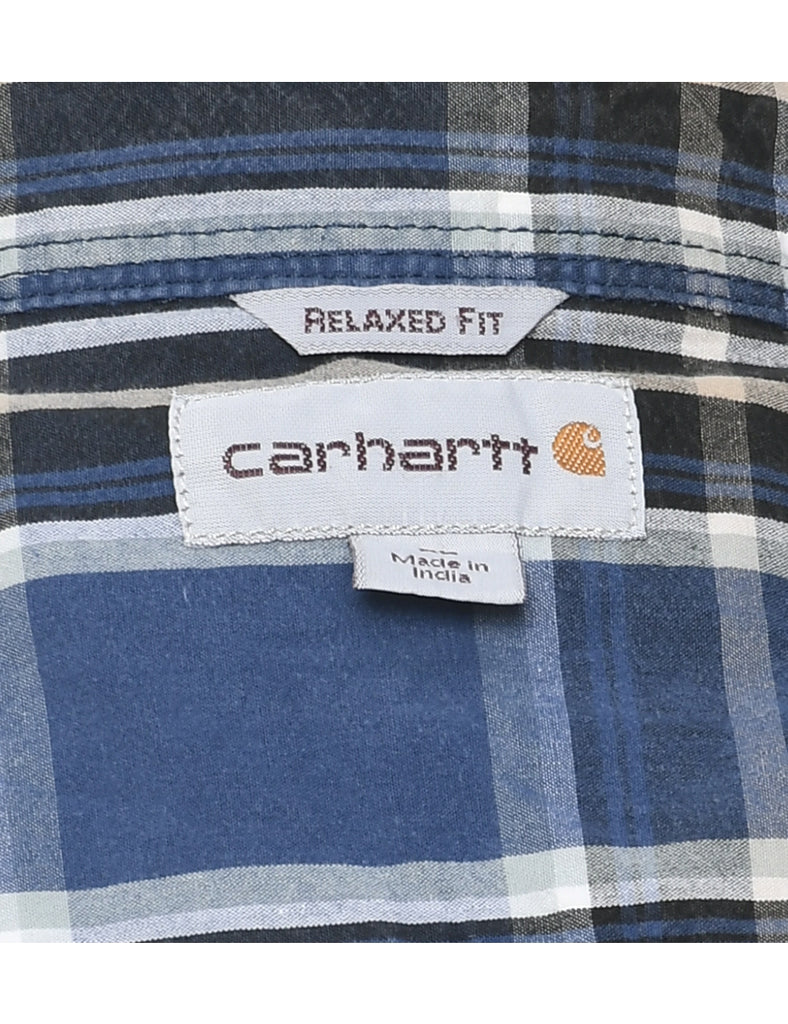 RELAXED FIT
carhartt
Made in
India